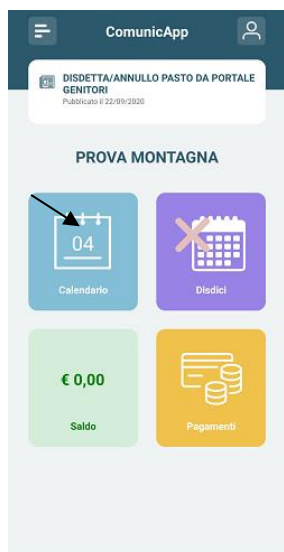 ComunicApp
DISDETTA/ANNULLO PASTO DA PORTALE
GENITORI
Pubblicato il 22/09/2020
PROVA MONTAGNA
04
Calendario
Disdici
€ 0,00
Saldo
Pagamenti